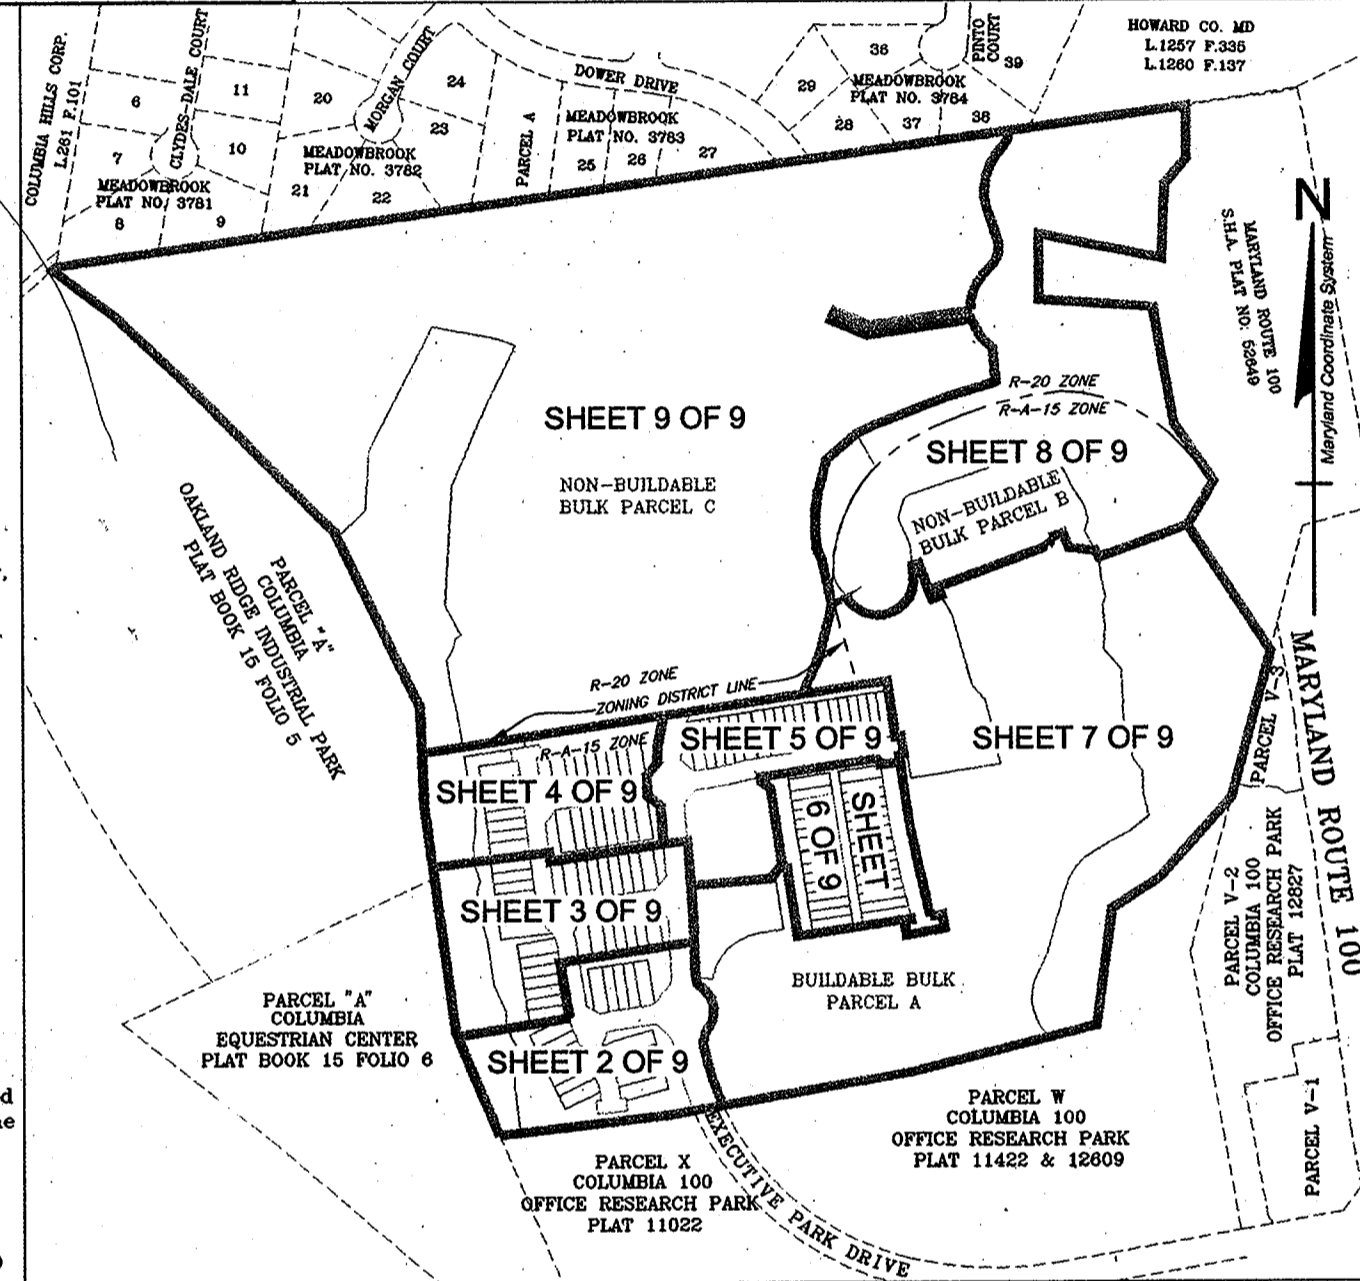 COLUMBIA HILLS CORP.
L.261 F.101
6
CLYDES-DALE COURT
11
20
MORGAN COURT
24
DOWER DRIVE
29
36
PINTO
COURT
39
HOWARD CO. MD
L.1257 F.335
L.1260 F.137
7
10
23
PARCEL A
MEADOWBROOK
PLAT NO. 3783
MEADOWBROOK
PLAT NO. 3784
28
37
38
MEADOWBROOK
PLAT NO. 3782
25
26
27
MEADOWBROOK
PLAT NO. 3781
21
22
8
9
N
Maryland Coordinate System
MARYLAND ROUTE 100
S.H.A. PLAT NO. 52649
R-20 ZONE
R-A-15 ZONE
SHEET 9 OF 9
NON-BUILDABLE
BULK PARCEL C
SHEET 8 OF 9
NON-BUILDABLE
BULK PARCEL B
PARCEL "A"
COLUMBIA
OAKLAND RIDGE INDUSTRIAL PARK
PLAT BOOK 15 FOLIO 5
R-20 ZONE
ZONING DISTRICT LINE
R-A-15 ZONE
SHEET 5 OF 9
SHEET 7 OF 9
SHEET 4 OF 9
SHEET
6 OF 9
SHEET 3 OF 9
PARCEL V-3
MARYLAND ROUTE 100
PARCEL V-2
COLUMBIA 100
OFFICE RESEARCH PARK
PLAT 12827
BUILDABLE BULK
PARCEL A
PARCEL "A"
COLUMBIA
EQUESTRIAN CENTER
PLAT BOOK 15 FOLIO 6
SHEET 2 OF 9
PARCEL W
COLUMBIA 100
OFFICE RESEARCH PARK
PLAT 11422 & 12609
PARCEL V-1
PARCEL X
COLUMBIA 100
OFFICE RESEARCH PARK
PLAT 11022
EXECUTIVE PARK DRIVE